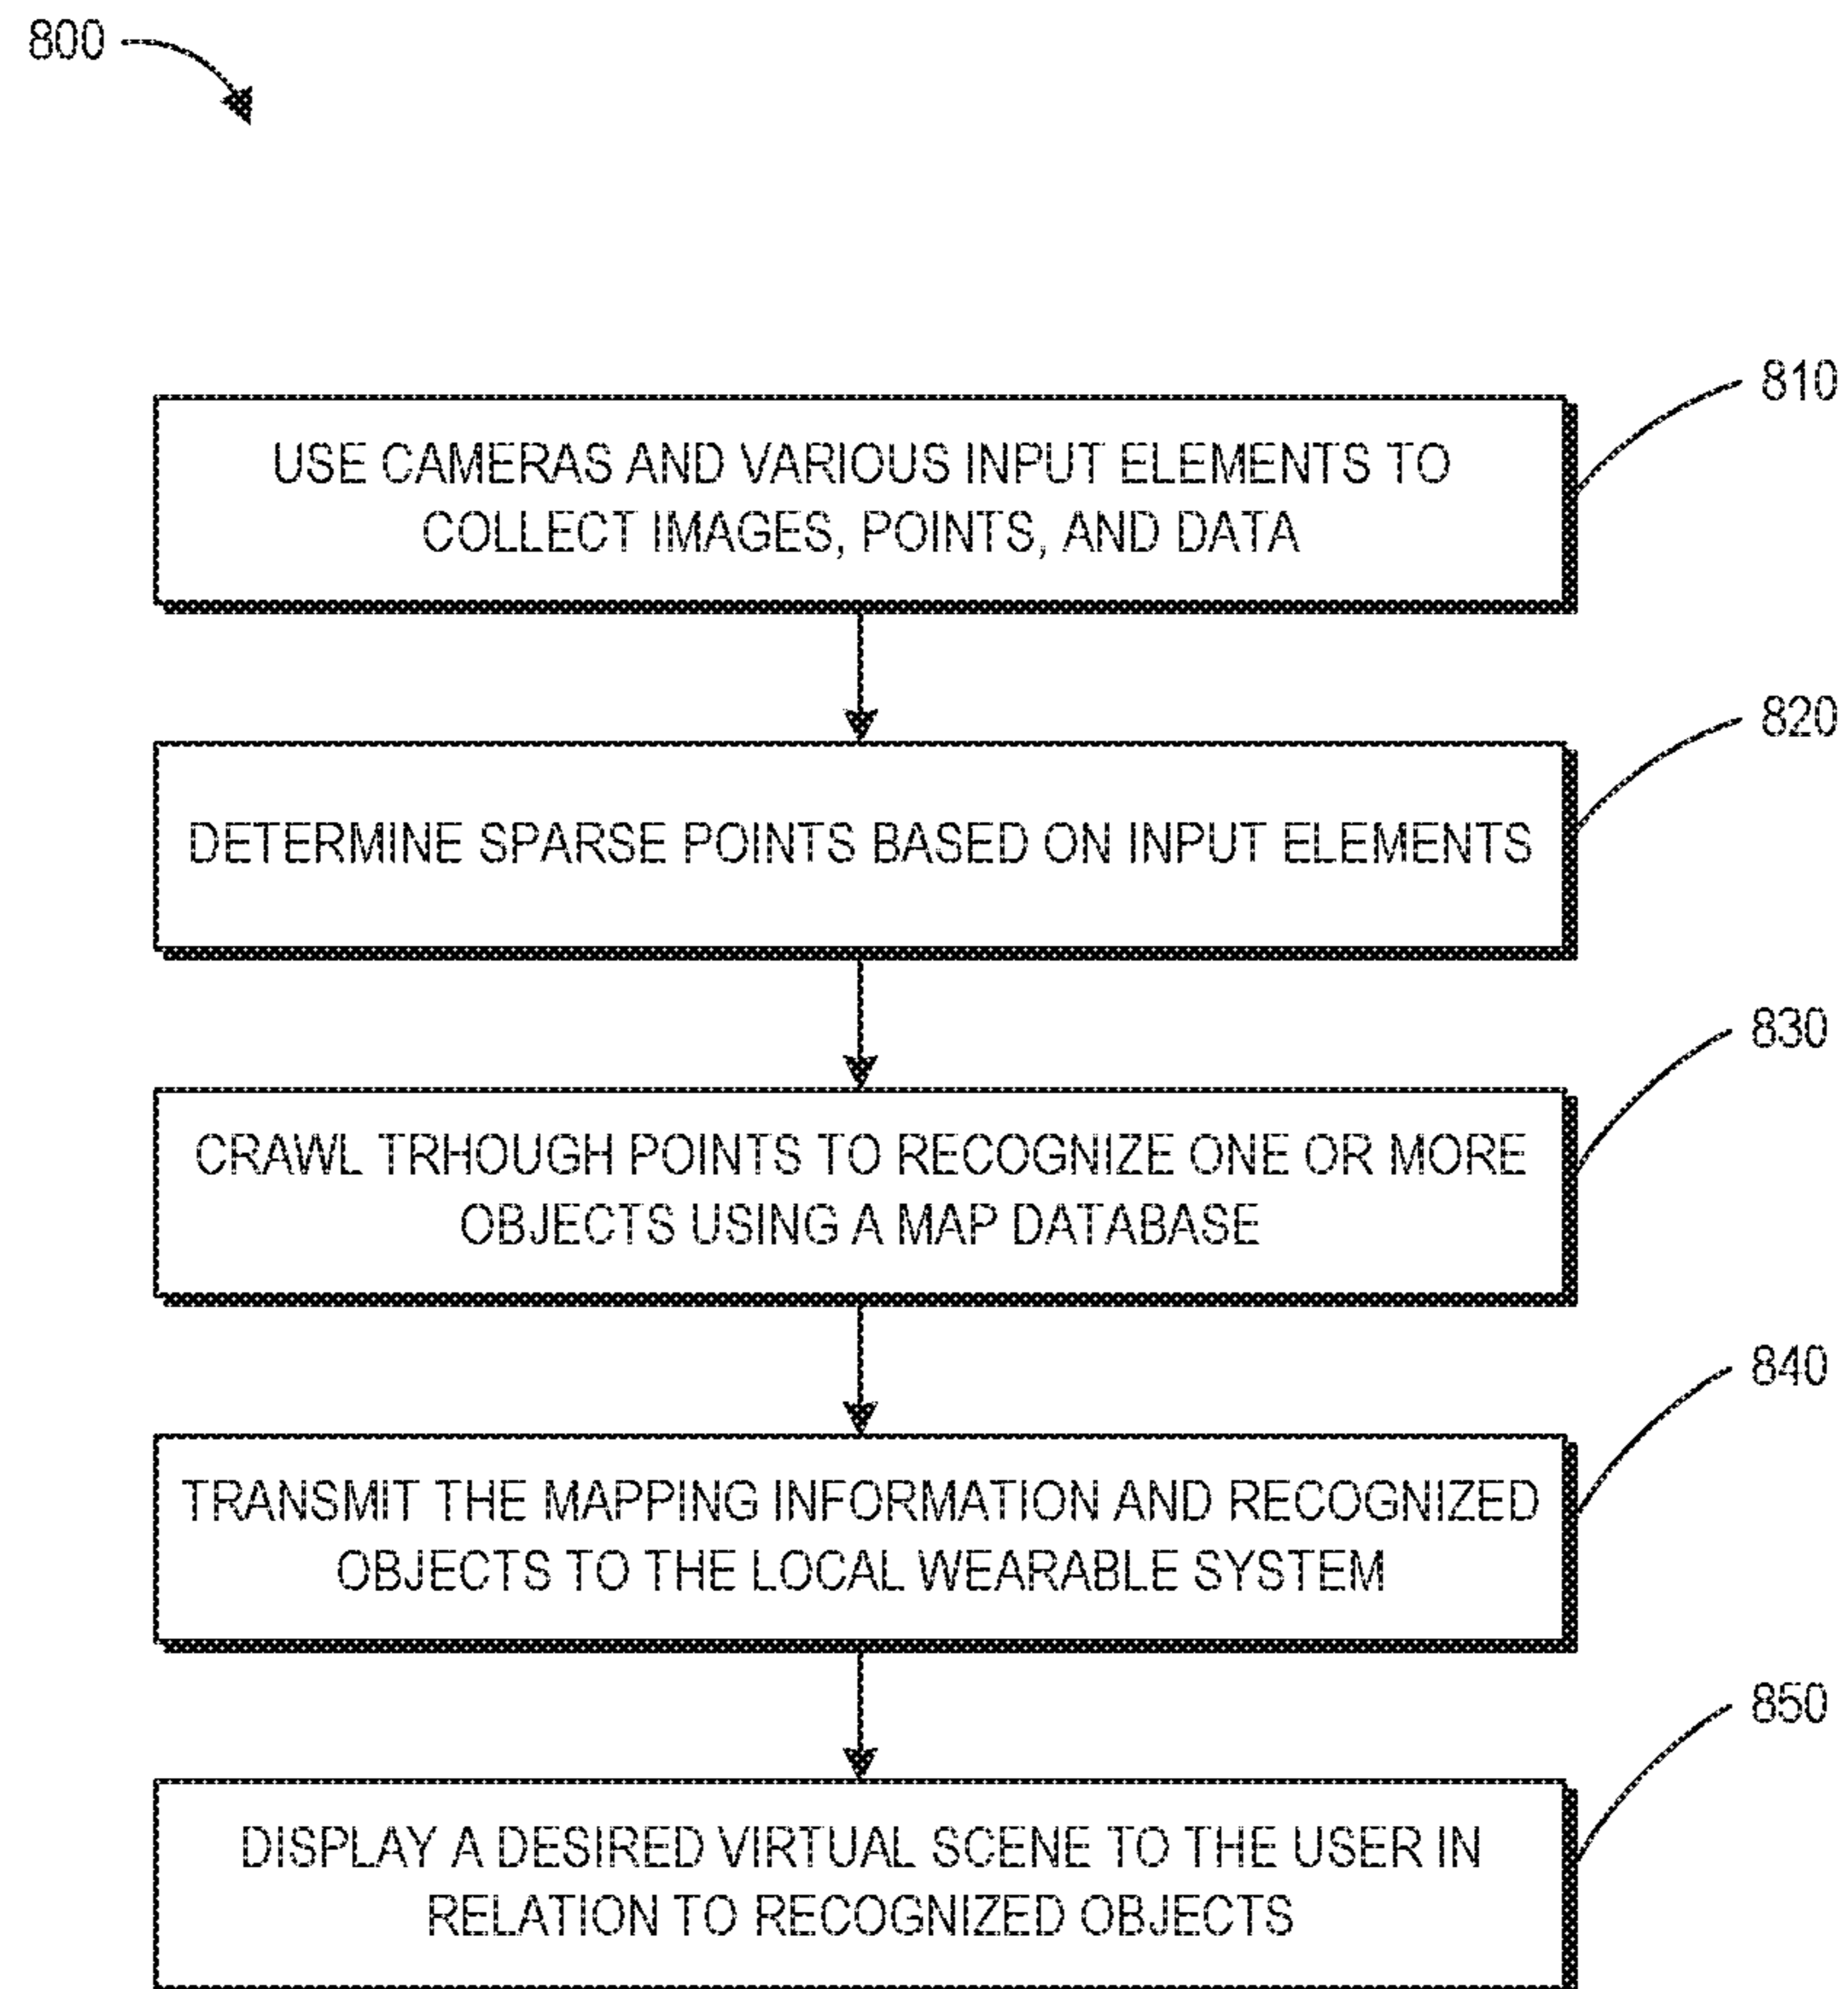 800
810
USE CAMERAS AND VARIOUS INPUT ELEMENTS TO
COLLECT IMAGES, POINTS, AND DATA
820
DETERMINE SPARSE POINTS BASED ON INPUT ELEMENTS
830
CRAWL TRHOUGH POINTS TO RECOGNIZE ONE OR MORE
OBJECTS USING A MAP DATABASE
840
TRANSMIT THE MAPPING INFORMATION AND RECOGNIZED
OBJECTS TO THE LOCAL WEARABLE SYSTEM
850
DISPLAY A DESIRED VIRTUAL SCENE TO THE USER IN
RELATION TO RECOGNIZED OBJECTS